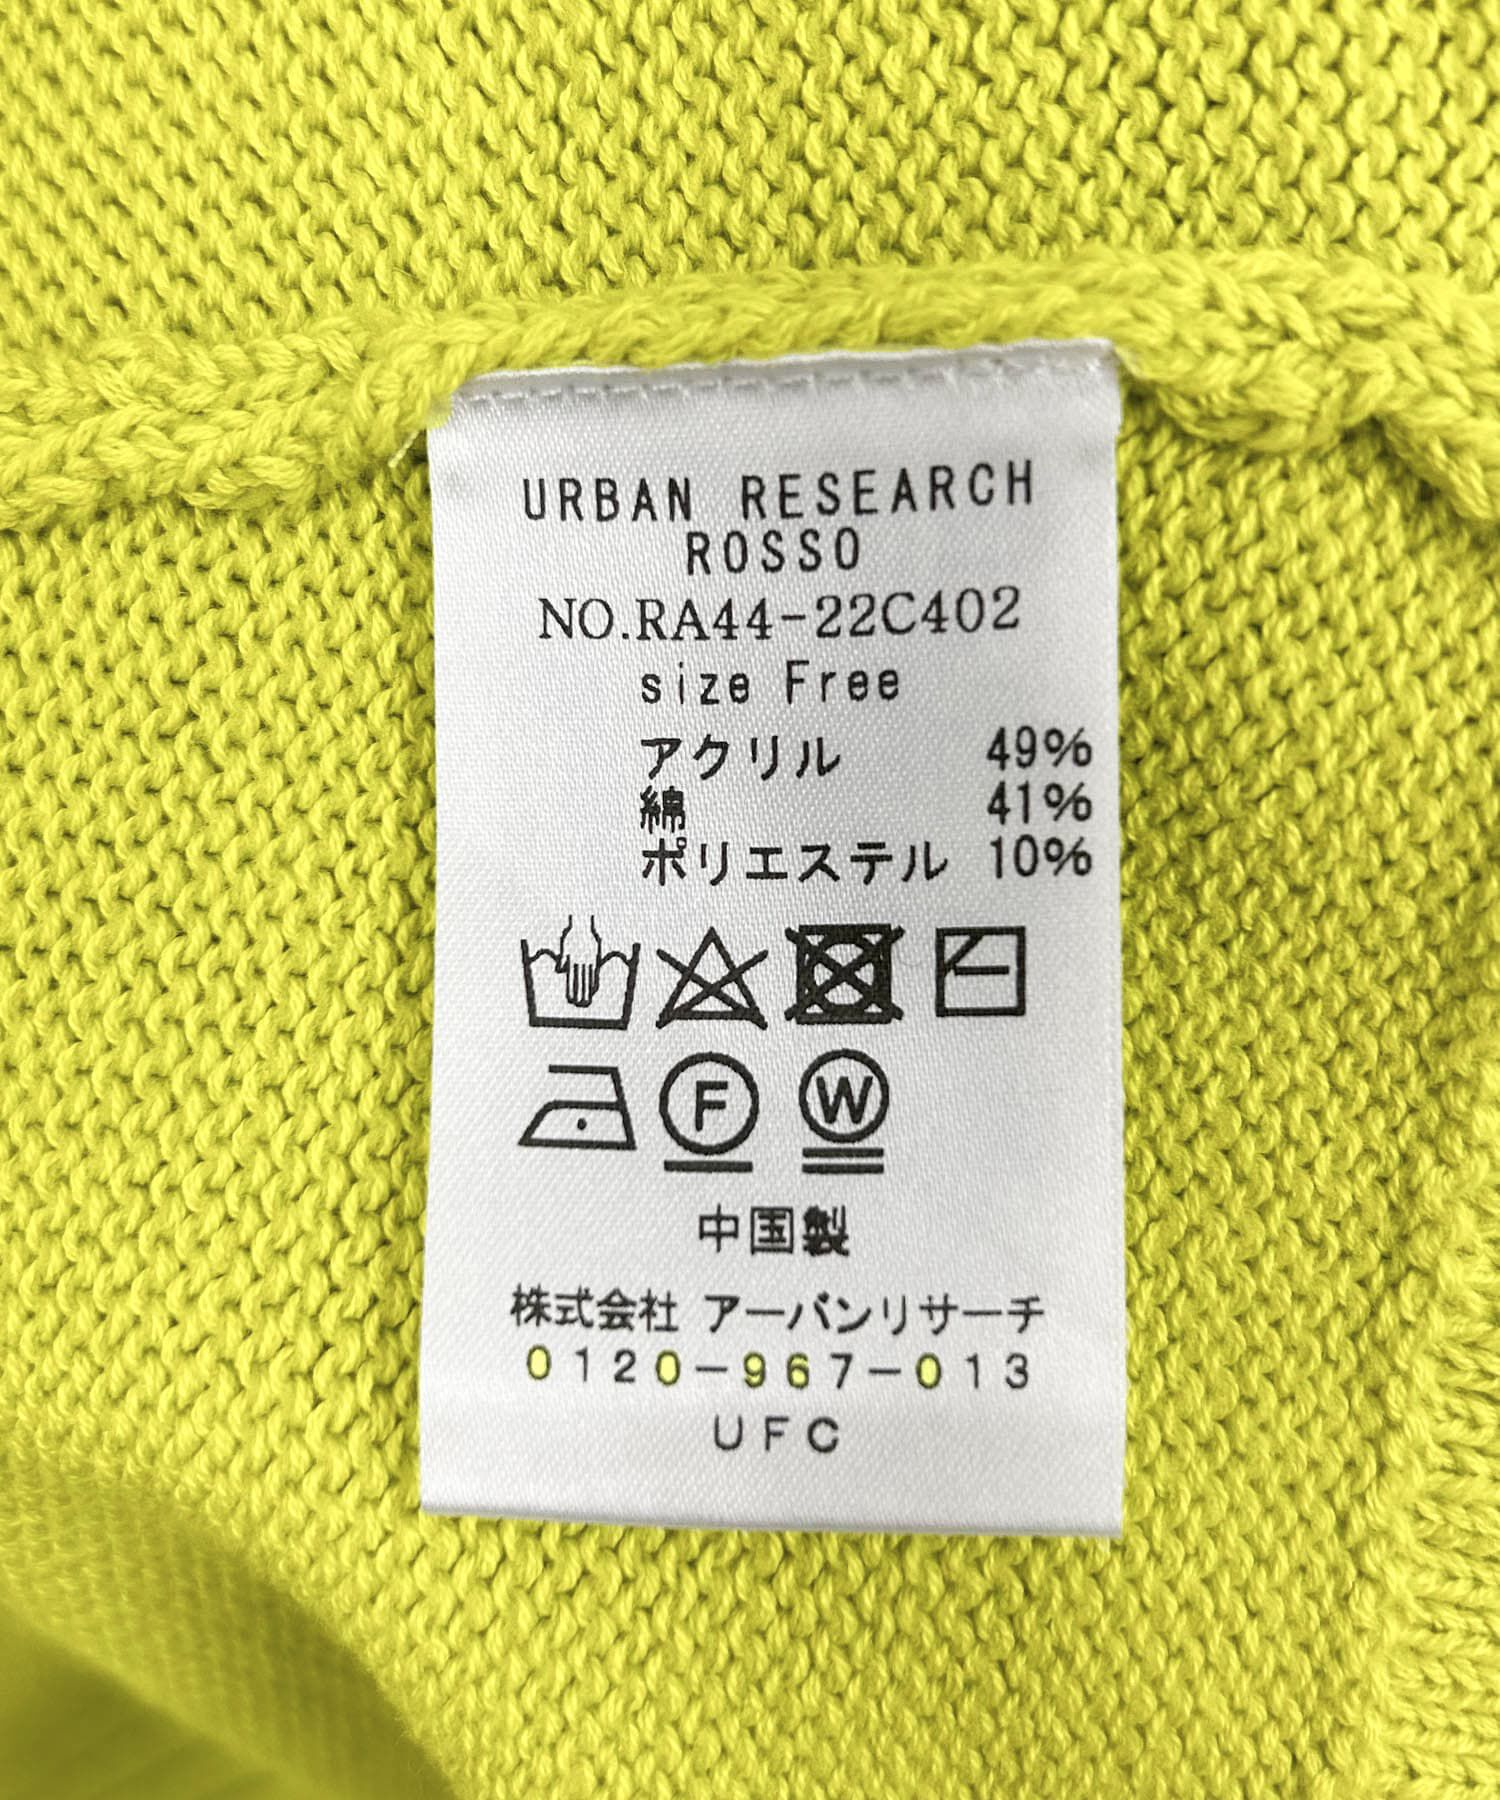 URBAN RESEARCH
ROSSO
NO.RA44-22C402
size Free
アクリル 49%
綿 41%
ポリエステル 10%
F W
中国製
株式会社 アーバンリサーチ
0120-967-013
UFC